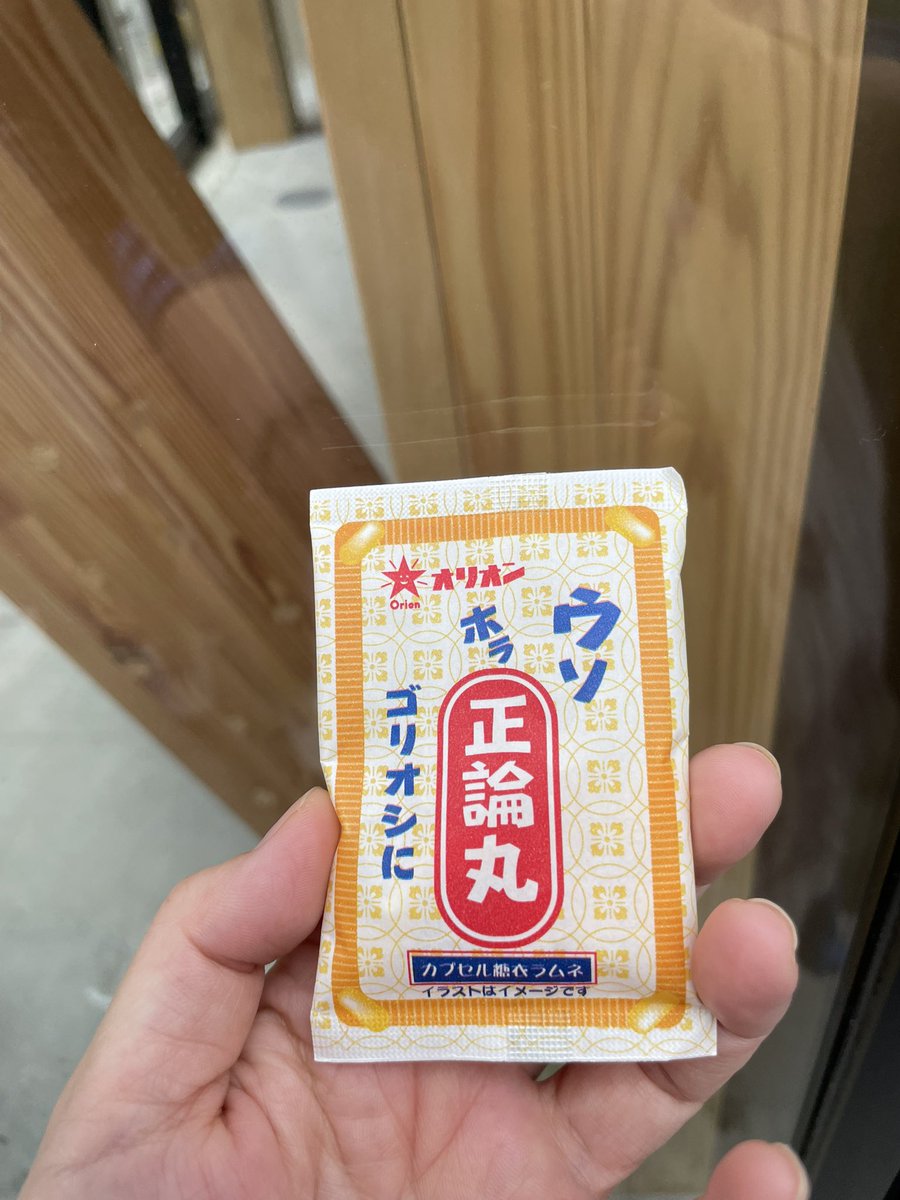 オリオン
Orion
ウソ
ホラ
ゴリオシに
正論丸
カプセル糖衣ラムネ
イラストはイメージです